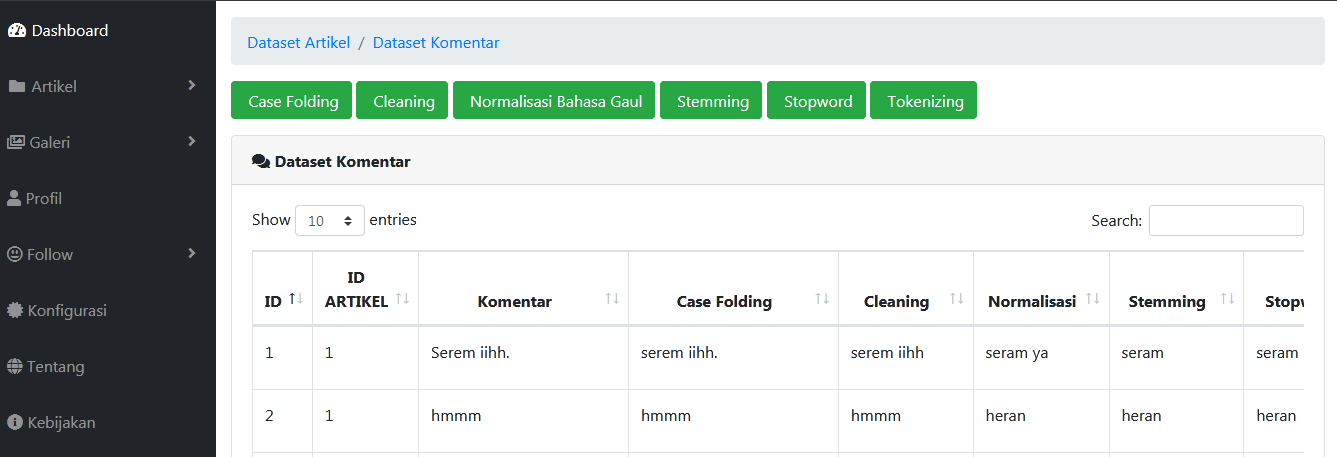 Dashboard
Artikel
Galeri
Profil
Follow
Konfigurasi
Tentang
Kebijakan
Dataset Artikel / Dataset Komentar
Case Folding Cleaning Normalisasi Bahasa Gaul Stemming Stopword Tokenizing
Dataset Komentar
Show 10 entries Search:
ID ID ARTIKEL Komentar Case Folding Cleaning Normalisasi Stemming Stopw
1 1 Serem iihh. serem iihh. serem iihh seram ya seram seram
2 1 hmmm hmmm hmmm heran heran heran